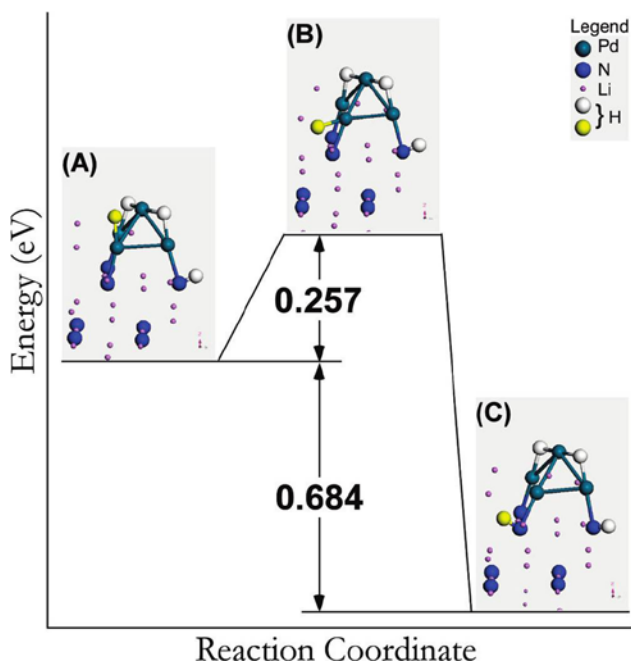 (B)
Legend
Pd
N
Li
} H
(A)
0.257
(C)
0.684
Energy (eV)
Reaction Coordinate